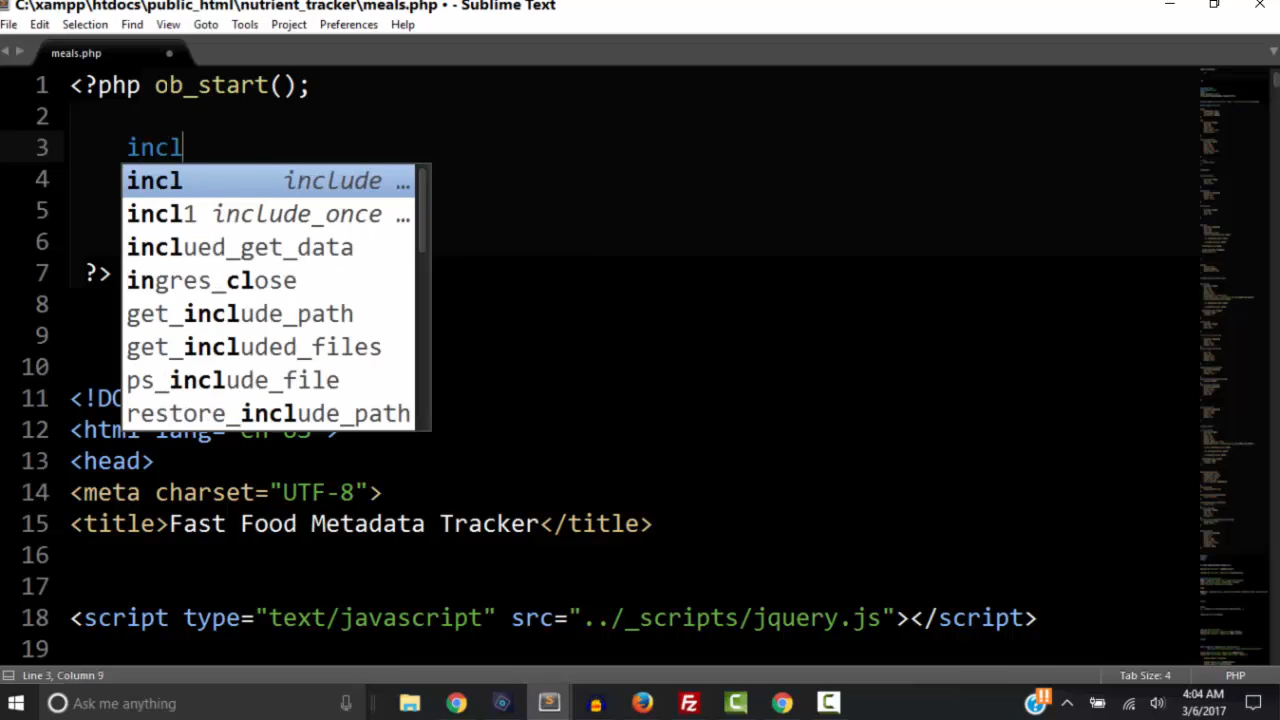 C:\xampp\htdocs\public_html\nutrient_tracker\meals.php • - Sublime Text
File Edit Selection Find View Goto Tools Project Preferences Help
meals.php
1 <?php ob_start();
2
3 incl
4 incl include …
5 incl1 include_once …
6 inclued_get_data
7 ?> ingres_close
8 get_include_path
9 get_included_files
10 ps_include_file
restore_include_path
11 <!DO
12 <html lang="en-US">
13 <head>
14 <meta charset="UTF-8">
15 <title>Fast Food Metadata Tracker</title>
16
17
18 <script type="text/javascript" src="../_scripts/jquery.js"></script>
19
Line 3, Column 9 Tab Size: 4 PHP
Ask me anything
4:04 AM
3/6/2017